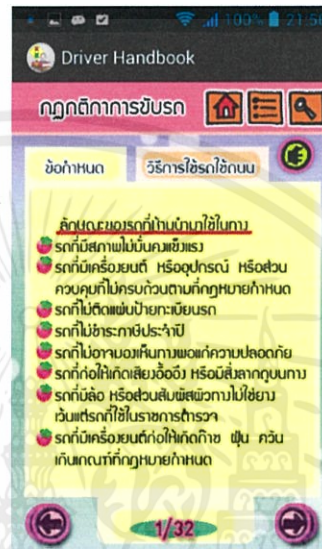 100% 21:50
Driver Handbook
กฎกติกาการขับรถ
ข้อกำหนด
วิธีการใช้รถใช้ถนน
ลักษณะของรถที่ห้ามนำมาใช้ในทาง
รถที่มีสภาพไม่มั่นคงแข็งแรง
รถที่มีเครื่องยนต์ หรืออุปกรณ์ หรือส่วน
ควบคุมที่ไม่ครบถ้วนตามที่กฎหมายกำหนด
รถที่ไม่ติดแผ่นป้ายทะเบียนรถ
รถที่ไม่ชำระภาษีประจำปี
รถที่ไม่อาจมองเห็นทางพอแก่ความปลอดภัย
รถที่ก่อให้เกิดเสียงอื้ออึง หรือมีสิ่งลากถูบนทาง
รถที่มีล้อ หรือส่วนสัมผัสผิวทางไม่ใช่ยาง
เว้นแต่รถที่ใช้ในราชการตำรวจ
รถที่มีเครื่องยนต์ก่อให้เกิดก๊าซ ฝุ่น ควัน
เกินเกณฑ์ที่กฎหมายกำหนด
1/32